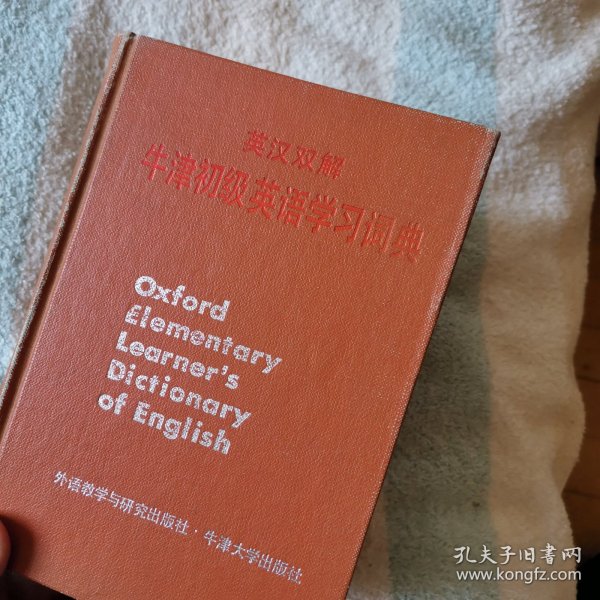 英汉双解
牛津初级英语学习词典
Oxford
Elementary
Learner's
Dictionary
of English
外语教学与研究出版社·牛津大学出版社
孔夫子旧书网
www.kongfz.com